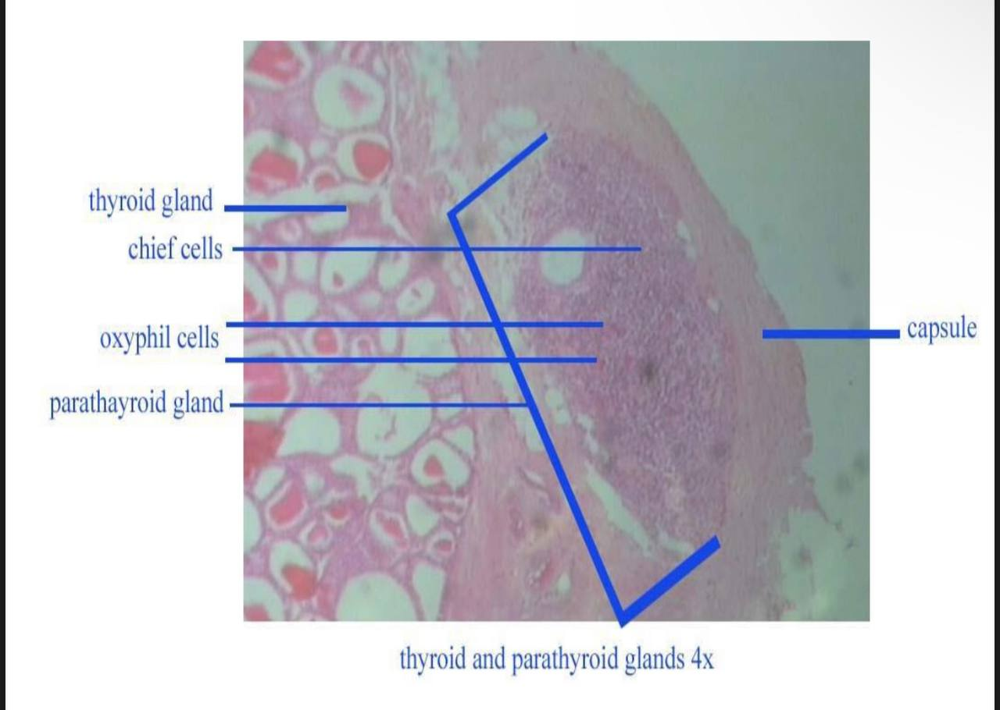 thyroid gland
chief cells
oxyphil cells
capsule
parathayroid gland
thyroid and parathyroid glands 4x